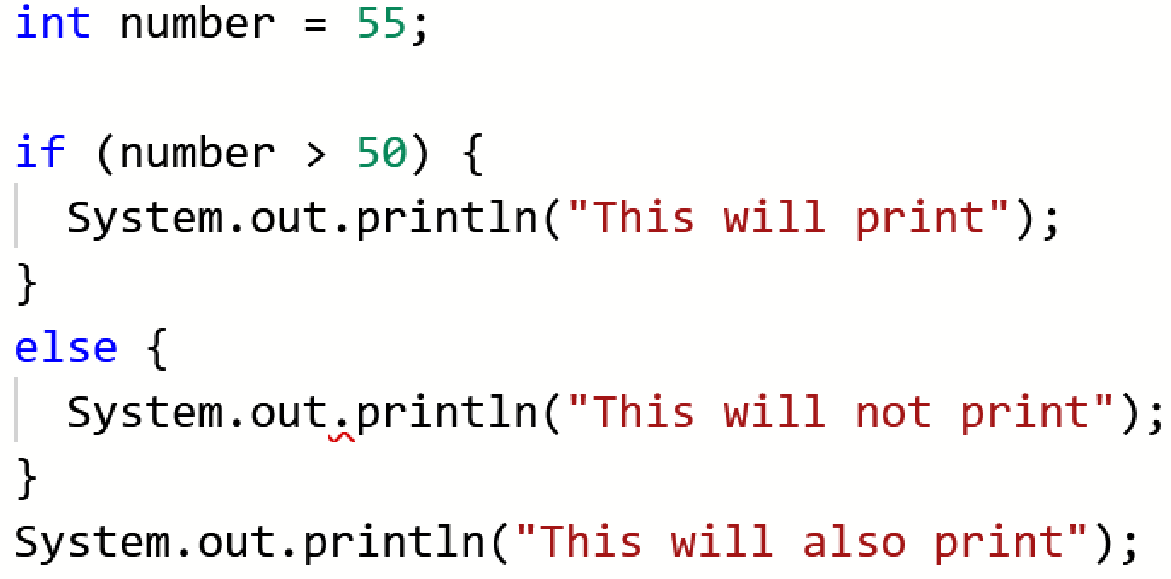 int number = 55;
if (number > 50) {
System.out.println("This will print");
}
else {
System.out.println("This will not print");
}
System.out.println("This will also print");